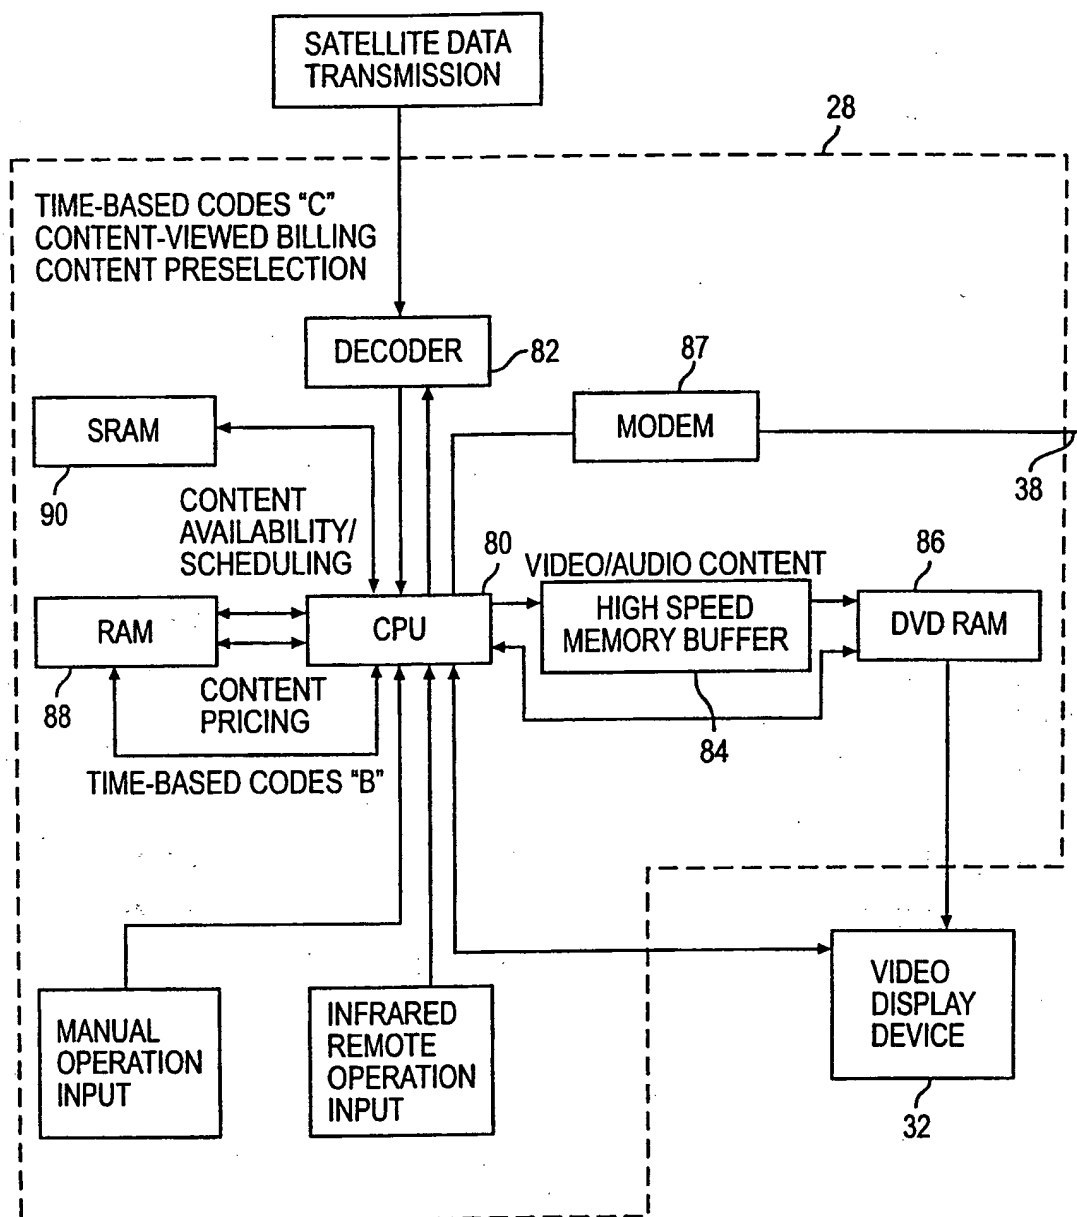 SATELLITE DATA
TRANSMISSION
28
TIME-BASED CODES "C"
CONTENT-VIEWED BILLING
CONTENT PRESELECTION
DECODER
82
87
MODEM
38
SRAM
90
CONTENT
AVAILABILITY/
SCHEDULING
80
VIDEO/AUDIO CONTENT
86
RAM
88
CPU
HIGH SPEED
MEMORY BUFFER
84
DVD RAM
CONTENT
PRICING
TIME-BASED CODES "B"
MANUAL
OPERATION
INPUT
INFRARED
REMOTE
OPERATION
INPUT
VIDEO
DISPLAY
DEVICE
32